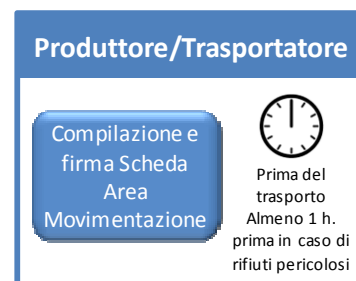 Produttore/Trasportatore
Compilazione e
firma Scheda
Area
Movimentazione
Prima del
trasporto
Almeno 1 h.
prima in caso di
rifiuti pericolosi